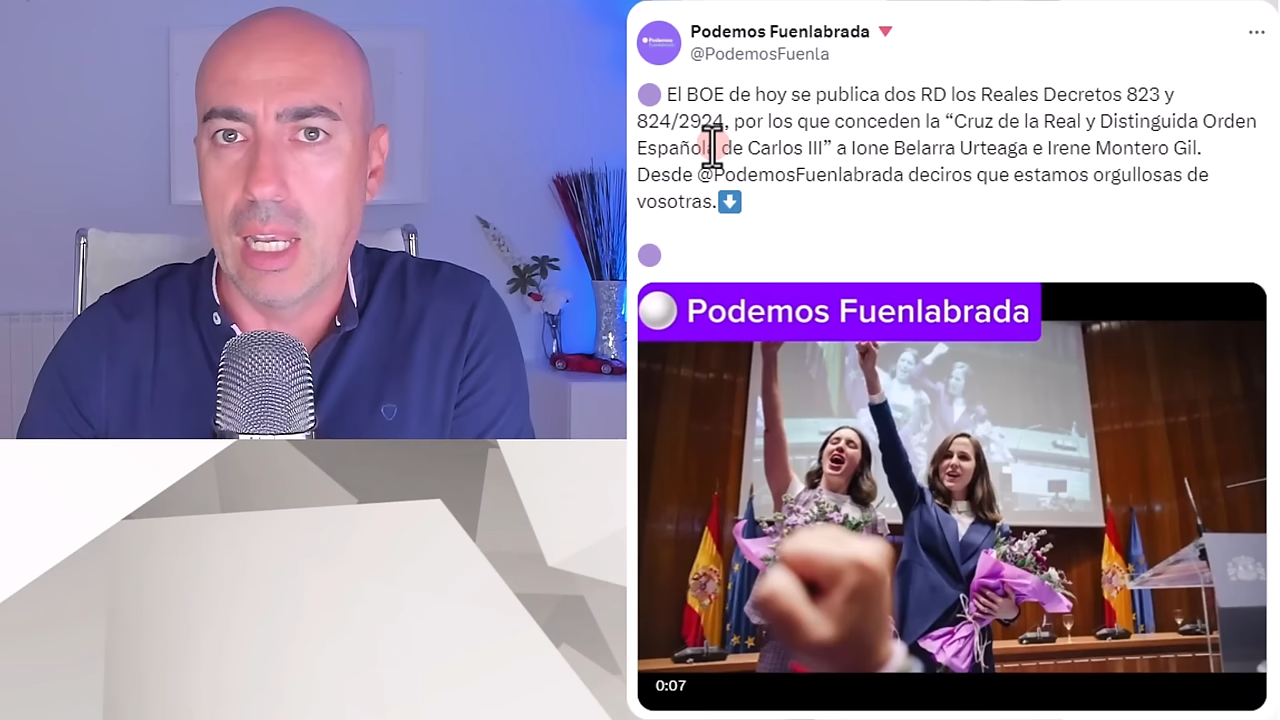 Podemos Fuenlabrada
@PodemosFuenla
El BOE de hoy se publica dos RD los Reales Decretos 823 y
824/2924, por los que conceden la “Cruz de la Real y Distinguida Orden
Española de Carlos III” a Ione Belarra Urteaga e Irene Montero Gil.
Desde @PodemosFuenlabrada deciros que estamos orgullosas de
vosotras.
Podemos Fuenlabrada
0:07